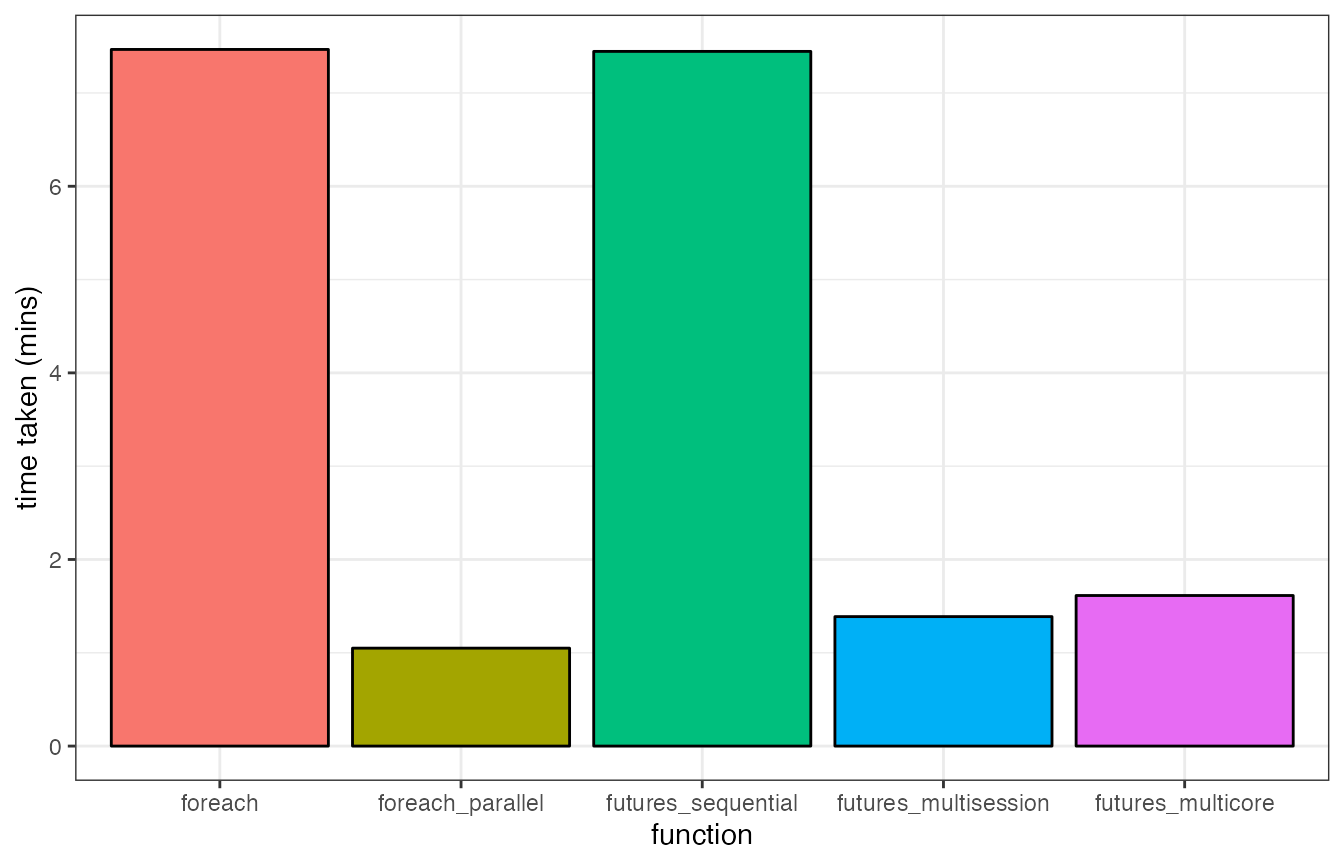 time taken (mins)
6
4
2
0
foreach
foreach_parallel
futures_sequential
futures_multisession
futures_multicore
function